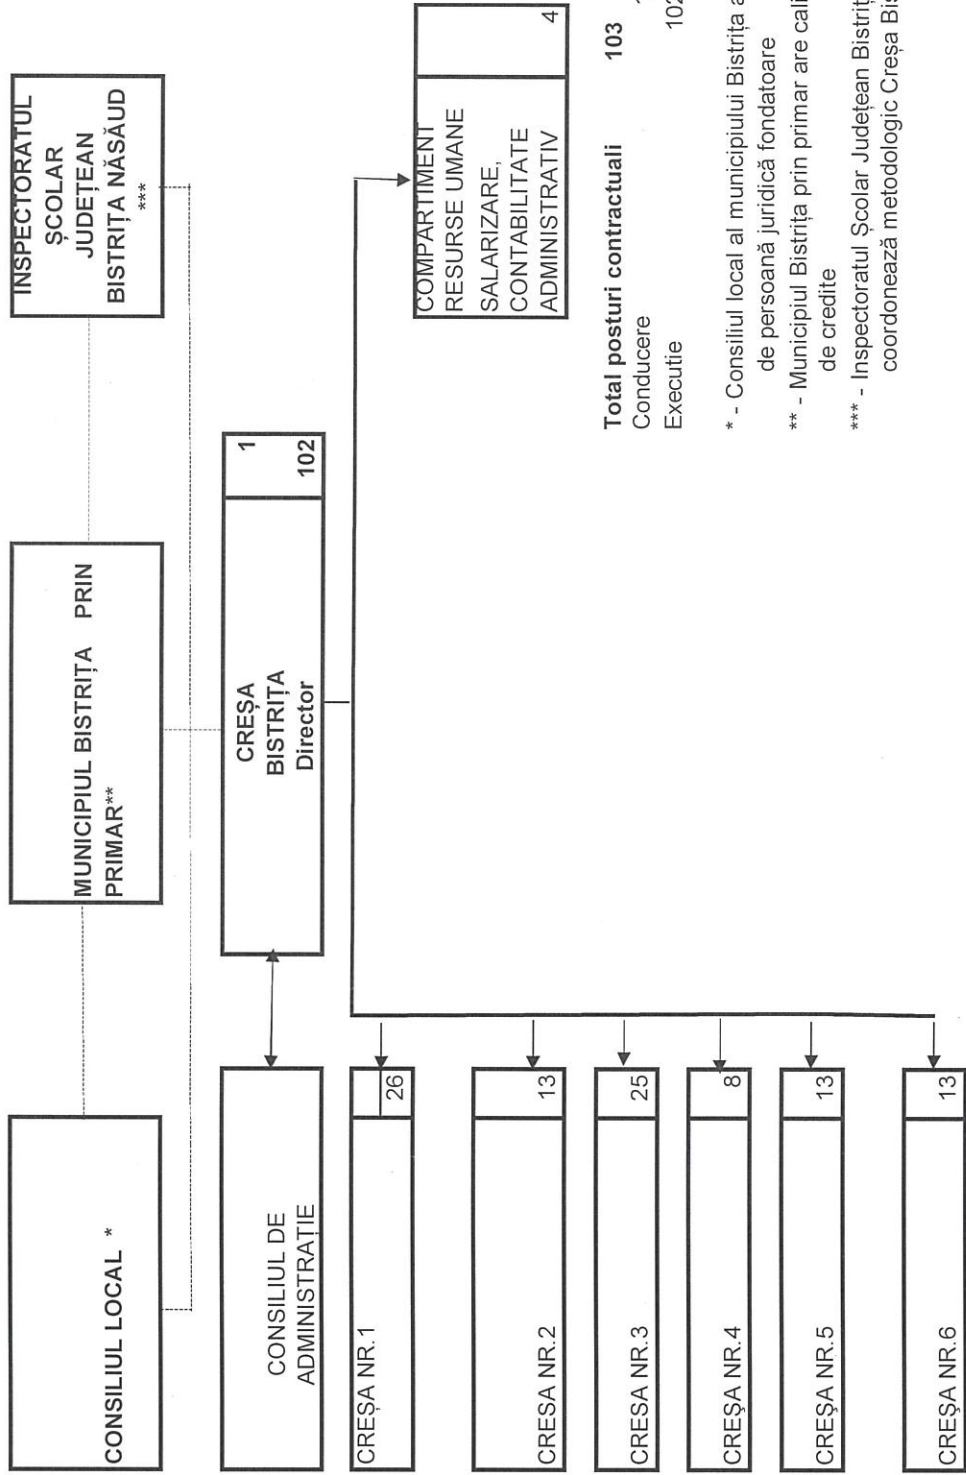 CONSILIUL LOCAL *
MUNICIPIUL BISTRIȚA PRIN
PRIMAR**
INSPECTORATUL
ȘCOLAR
JUDEȚEAN
BISTRIȚA NĂSĂUD
***
CONSILIUL DE
ADMINISTRAȚIE
CREȘA
BISTRIȚA
Director
1
102
CREȘA NR.1
26
CRESA NR.2
13
CRESA NR.3
25
CREȘA NR.4
8
CREȘA NR.5
13
CREȘA NR.6
13
COMPARTIMENT
RESURSE UMANE
SALARIZARE,
CONTABILITATE
ADMINISTRATIV
4
Total posturi contractuali 103
Conducere
Executie 102
* - Consiliul local al municipiului Bistrița
de persoană juridică fondatoare
** - Municipiul Bistrița prin primar are
de credite
*** - Inspectoratul Școlar Județean
coordonează metodologic Creșa